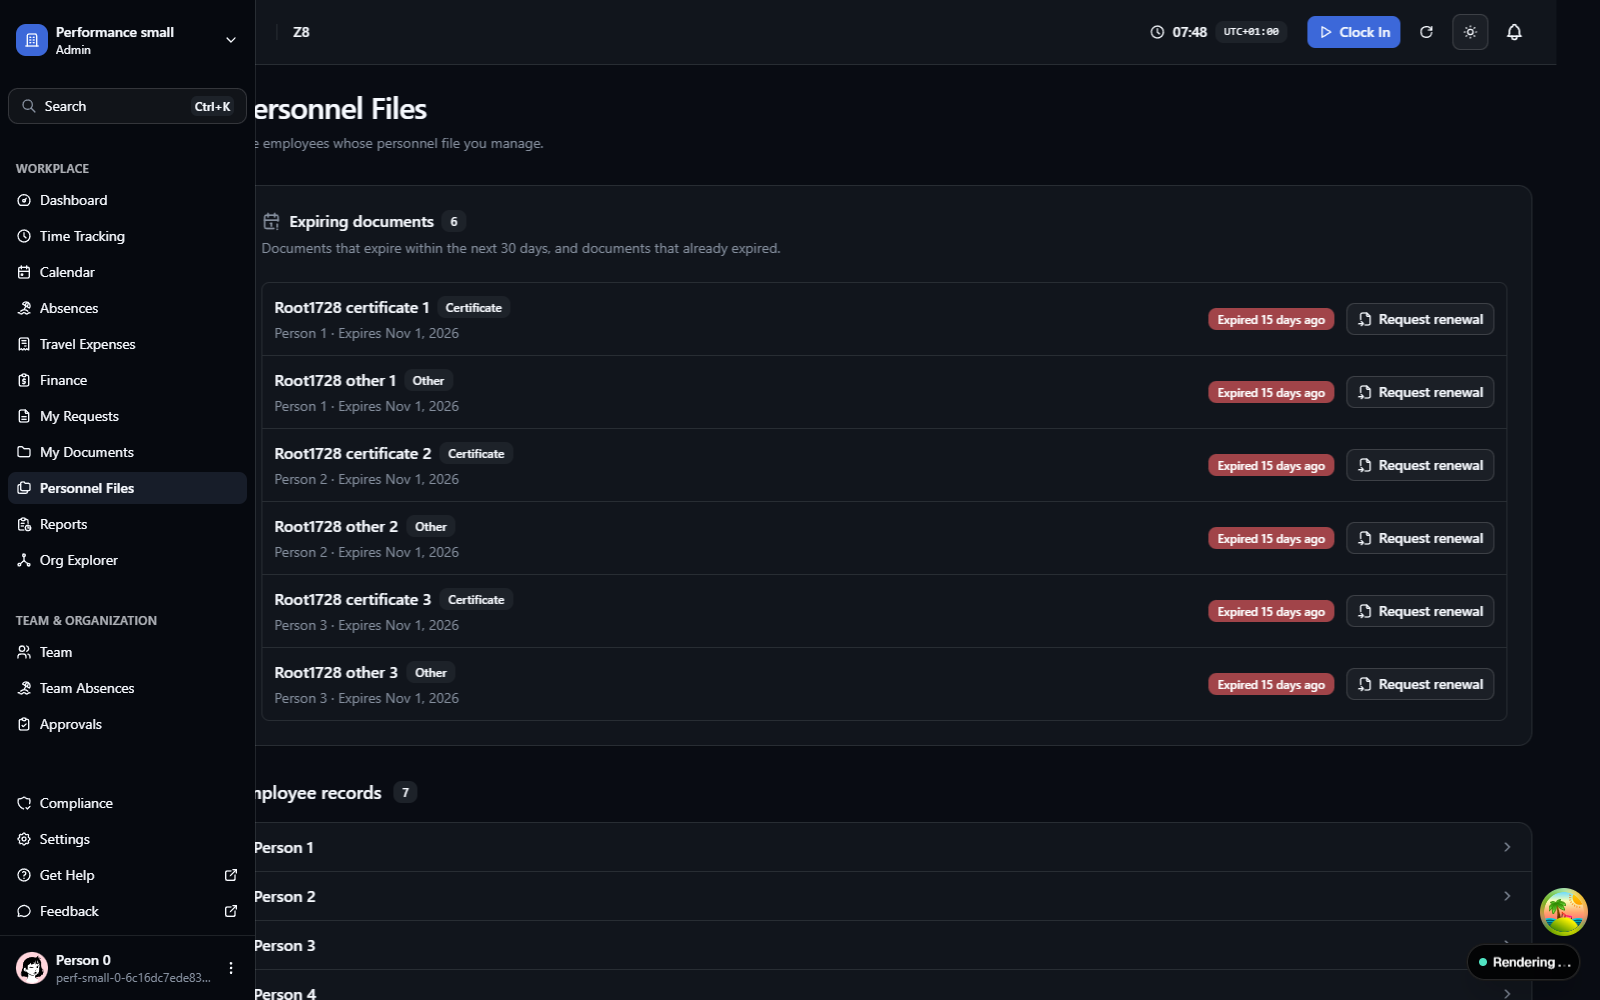 Performance small
Admin
Z8
07:48
UTC+01:00
Clock In
Search
Ctrl+K
WORKPLACE
Dashboard
Time Tracking
Calendar
Absences
Travel Expenses
Finance
My Requests
My Documents
Personnel Files
Reports
Org Explorer
TEAM & ORGANIZATION
Team
Team Absences
Approvals
Compliance
Settings
Get Help
Feedback
Person 0
perf-small-0-6c16dc7ede83...
ersonnel Files
e employees whose personnel file you manage.
Expiring documents 6
Documents that expire within the next 30 days, and documents that already expired.
Root1728 certificate 1 Certificate
Person 1 · Expires Nov 1, 2026
Expired 15 days ago Request renewal
Root1728 other 1 Other
Person 1 · Expires Nov 1, 2026
Expired 15 days ago Request renewal
Root1728 certificate 2 Certificate
Person 2 · Expires Nov 1, 2026
Expired 15 days ago Request renewal
Root1728 other 2 Other
Person 2 · Expires Nov 1, 2026
Expired 15 days ago Request renewal
Root1728 certificate 3 Certificate
Person 3 · Expires Nov 1, 2026
Expired 15 days ago Request renewal
Root1728 other 3 Other
Person 3 · Expires Nov 1, 2026
Expired 15 days ago Request renewal
mployee records 7
Person 1
Person 2
Person 3
Person 4
Rendering...